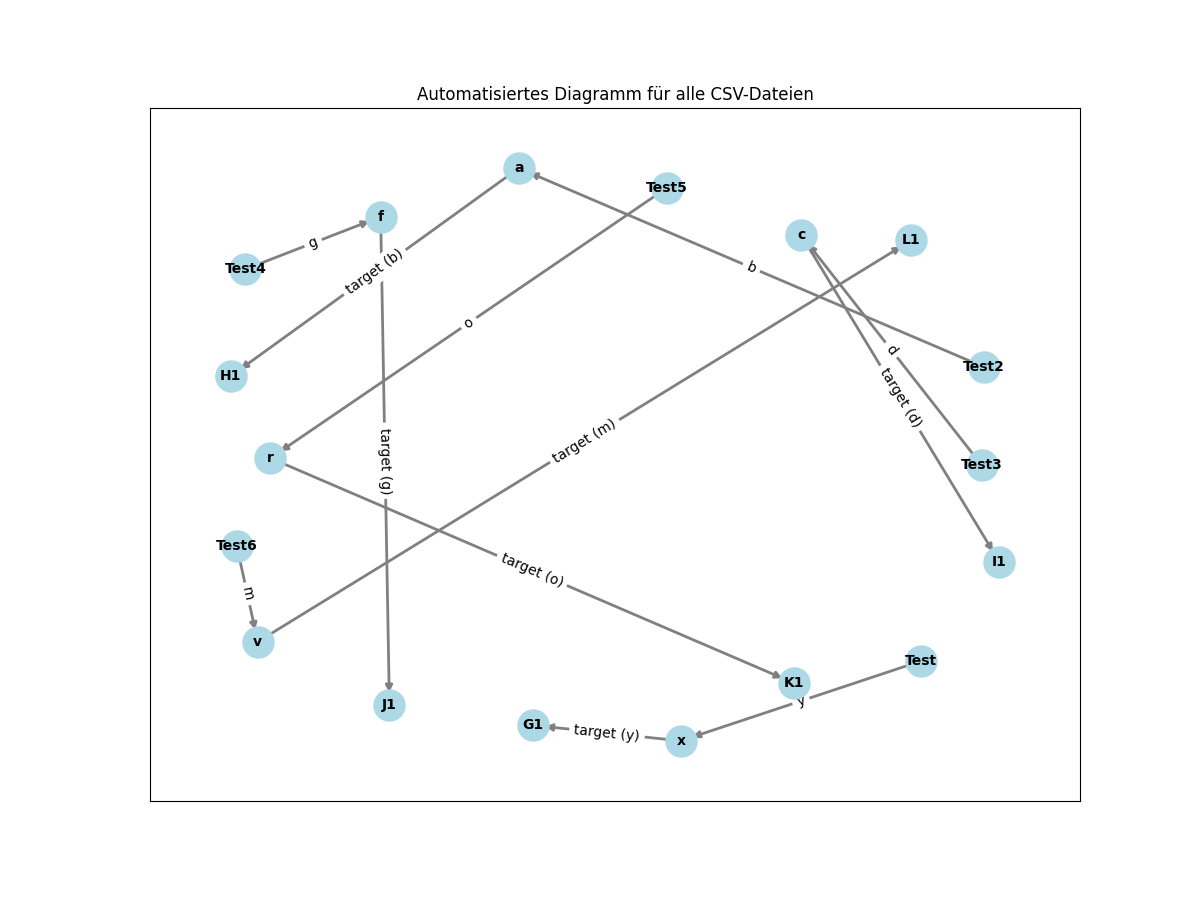 Automatisiertes Diagramm für alle CSV-Dateien
a
Test5
f
c
L1
g
target (b)
b
Test4
o
d
Test2
H1
target (d)
target (m)
r
target (g)
Test3
Test6
target (o)
I1
m
v
Test
K1
y
J1
G1
target (y)
x